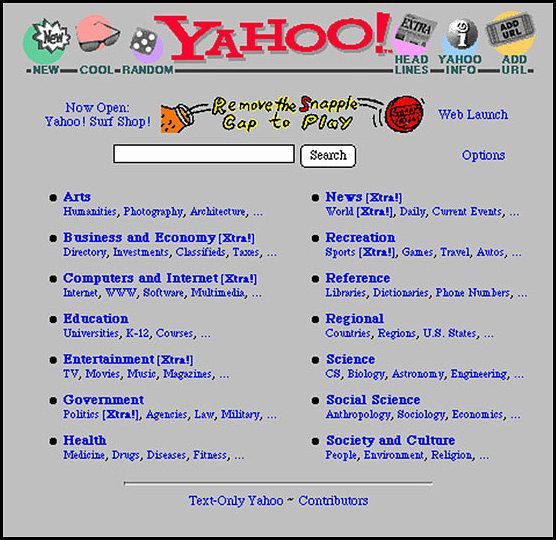 New
EXTRA
i
ADD URL
YAHOO!
NEW COOL RANDOM
HEAD LINES YAHOO INFO ADD URL
Now Open:
Yahoo! Surf Shop!
Remove the Snapple
Cap to Play
Web Launch
Search
Options
Arts
Humanities, Photography, Architecture, ...
Business and Economy [Xtra!]
Directory, Investments, Classifieds, Taxes, ...
Computers and Internet [Xtra!]
Internet, WWW, Software, Multimedia, ...
Education
Universities, K-12, Courses, ...
Entertainment [Xtra!]
TV, Movies, Music, Magazines, ...
Government
Politics [Xtra!], Agencies, Law, Military, ...
Health
Medicine, Drugs, Diseases, Fitness, ...
News [Xtra!]
World [Xtra!], Daily, Current Events, ...
Recreation
Sports [Xtra!], Games, Travel, Autos, ...
Reference
Libraries, Dictionaries, Phone Numbers, ...
Regional
Countries, Regions, U.S. States, ...
Science
CS, Biology, Astronomy, Engineering, ...
Social Science
Anthropology, Sociology, Economics, ...
Society and Culture
People, Environment, Religion, ...
Text-Only Yahoo ~ Contributors